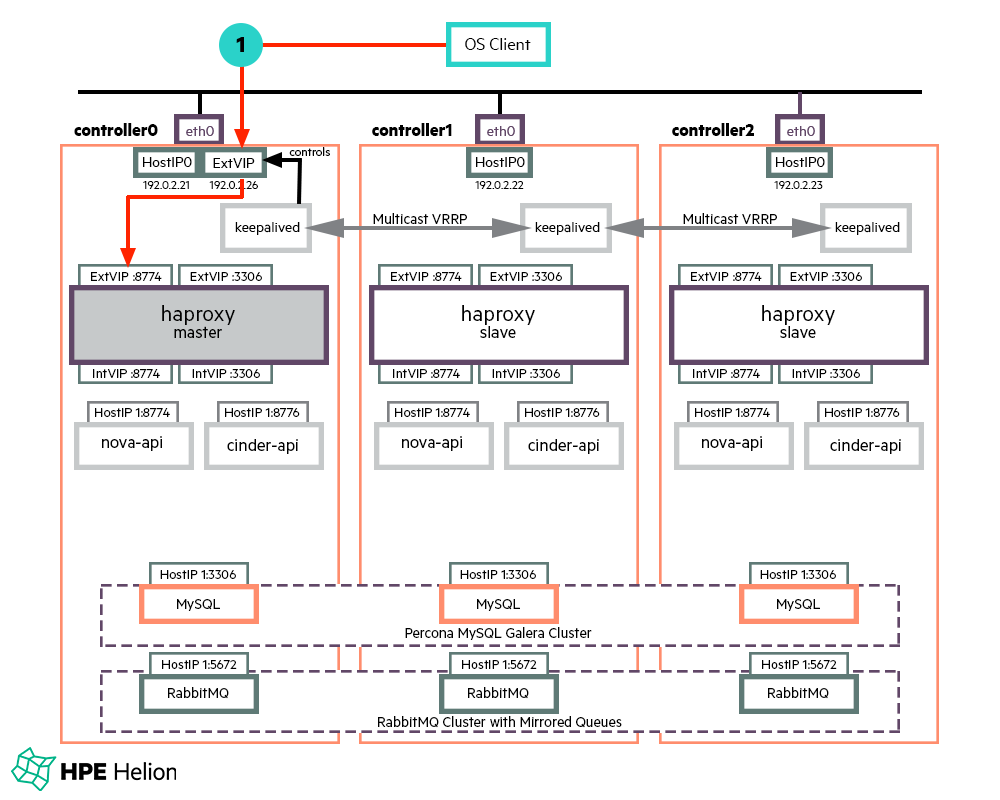 1
OS Client
controller0
eth0
controller1
eth0
controller2
eth0
HostIP0
ExtVIP
controls
HostIP0
HostIP0
192.0.2.21
192.0.2.26
192.0.2.22
192.0.2.23
keepalived
Multicast VRRP
keepalived
Multicast VRRP
keepalived
ExtVIP :8774
ExtVIP :3306
ExtVIP :8774
ExtVIP :3306
ExtVIP :8774
ExtVIP :3306
haproxy
master
haproxy
slave
haproxy
slave
IntVIP :8774
IntVIP :3306
IntVIP :8774
IntVIP :3306
IntVIP :8774
IntVIP :3306
HostIP 1:8774
HostIP 1:8776
HostIP 1:8774
HostIP 1:8776
HostIP 1:8774
HostIP 1:8776
nova-api
cinder-api
nova-api
cinder-api
nova-api
cinder-api
HostIP 1:3306
HostIP 1:3306
HostIP 1:3306
MySQL
MySQL
MySQL
Percona MySQL Galera Cluster
HostIP 1:5672
HostIP 1:5672
HostIP 1:5672
RabbitMQ
RabbitMQ
RabbitMQ
RabbitMQ Cluster with Mirrored Queues
HPE Helion